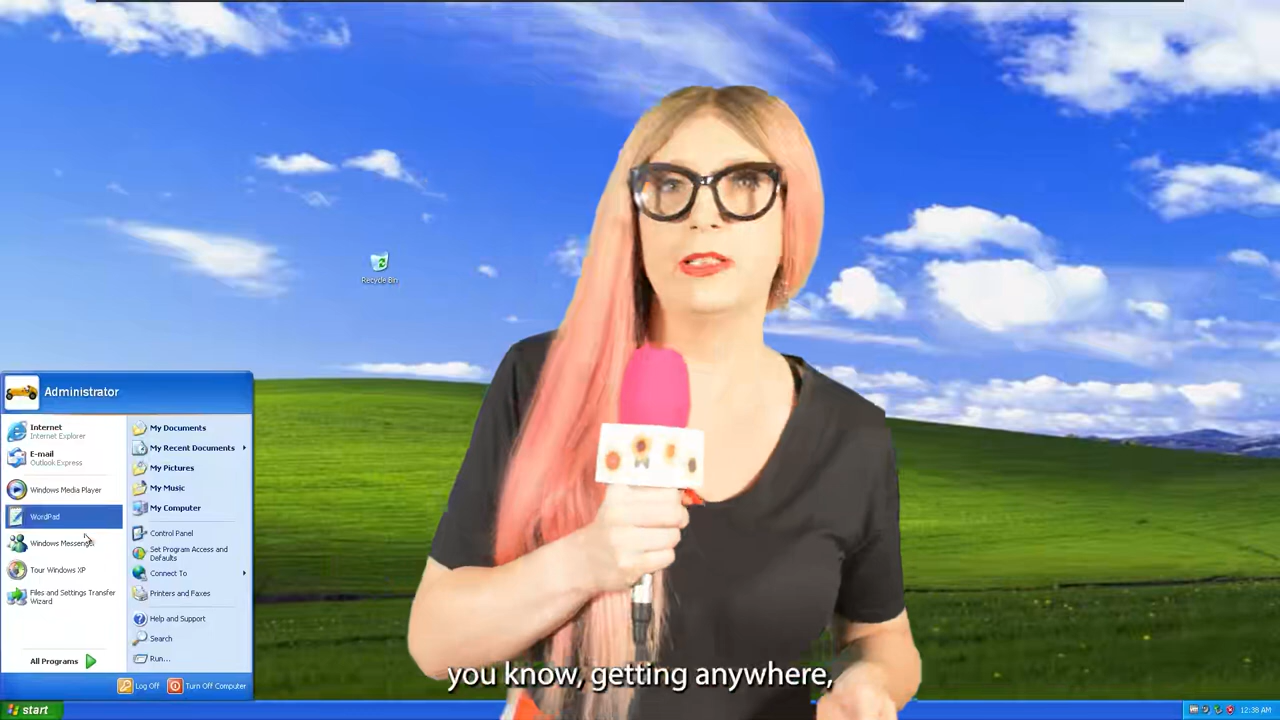 Recycle Bin
Administrator
Internet
Internet Explorer
E-mail
Outlook Express
Windows Media Player
WordPad
Windows Messenger
Tour Windows XP
Files and Settings Transfer
Wizard
All Programs
My Documents
My Recent Documents
My Pictures
My Music
My Computer
Control Panel
Set Program Access and
Defaults
Connect To
Printers and Faxes
Help and Support
Search
Run...
Log Off
Turn Off Computer
you know, getting anywhere,
start
12:38 AM